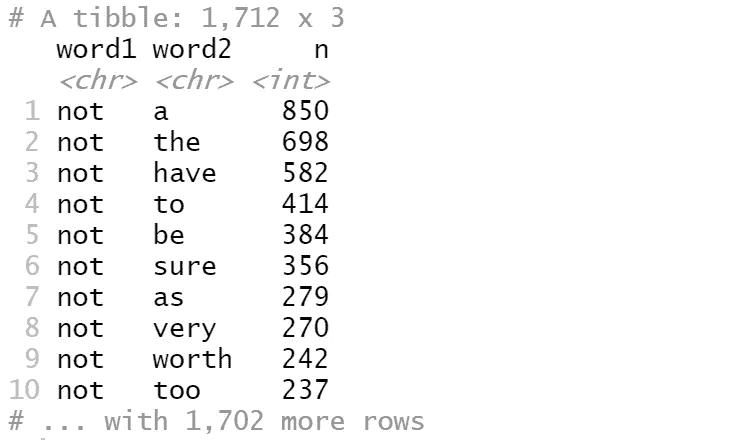 # A tibble: 1,712 x 3
word1 word2 n
<chr> <chr> <int>
1 not a 850
2 not the 698
3 not have 582
4 not to 414
5 not be 384
6 not sure 356
7 not as 279
8 not very 270
9 not worth 242
10 not too 237
# ... with 1,702 more rows